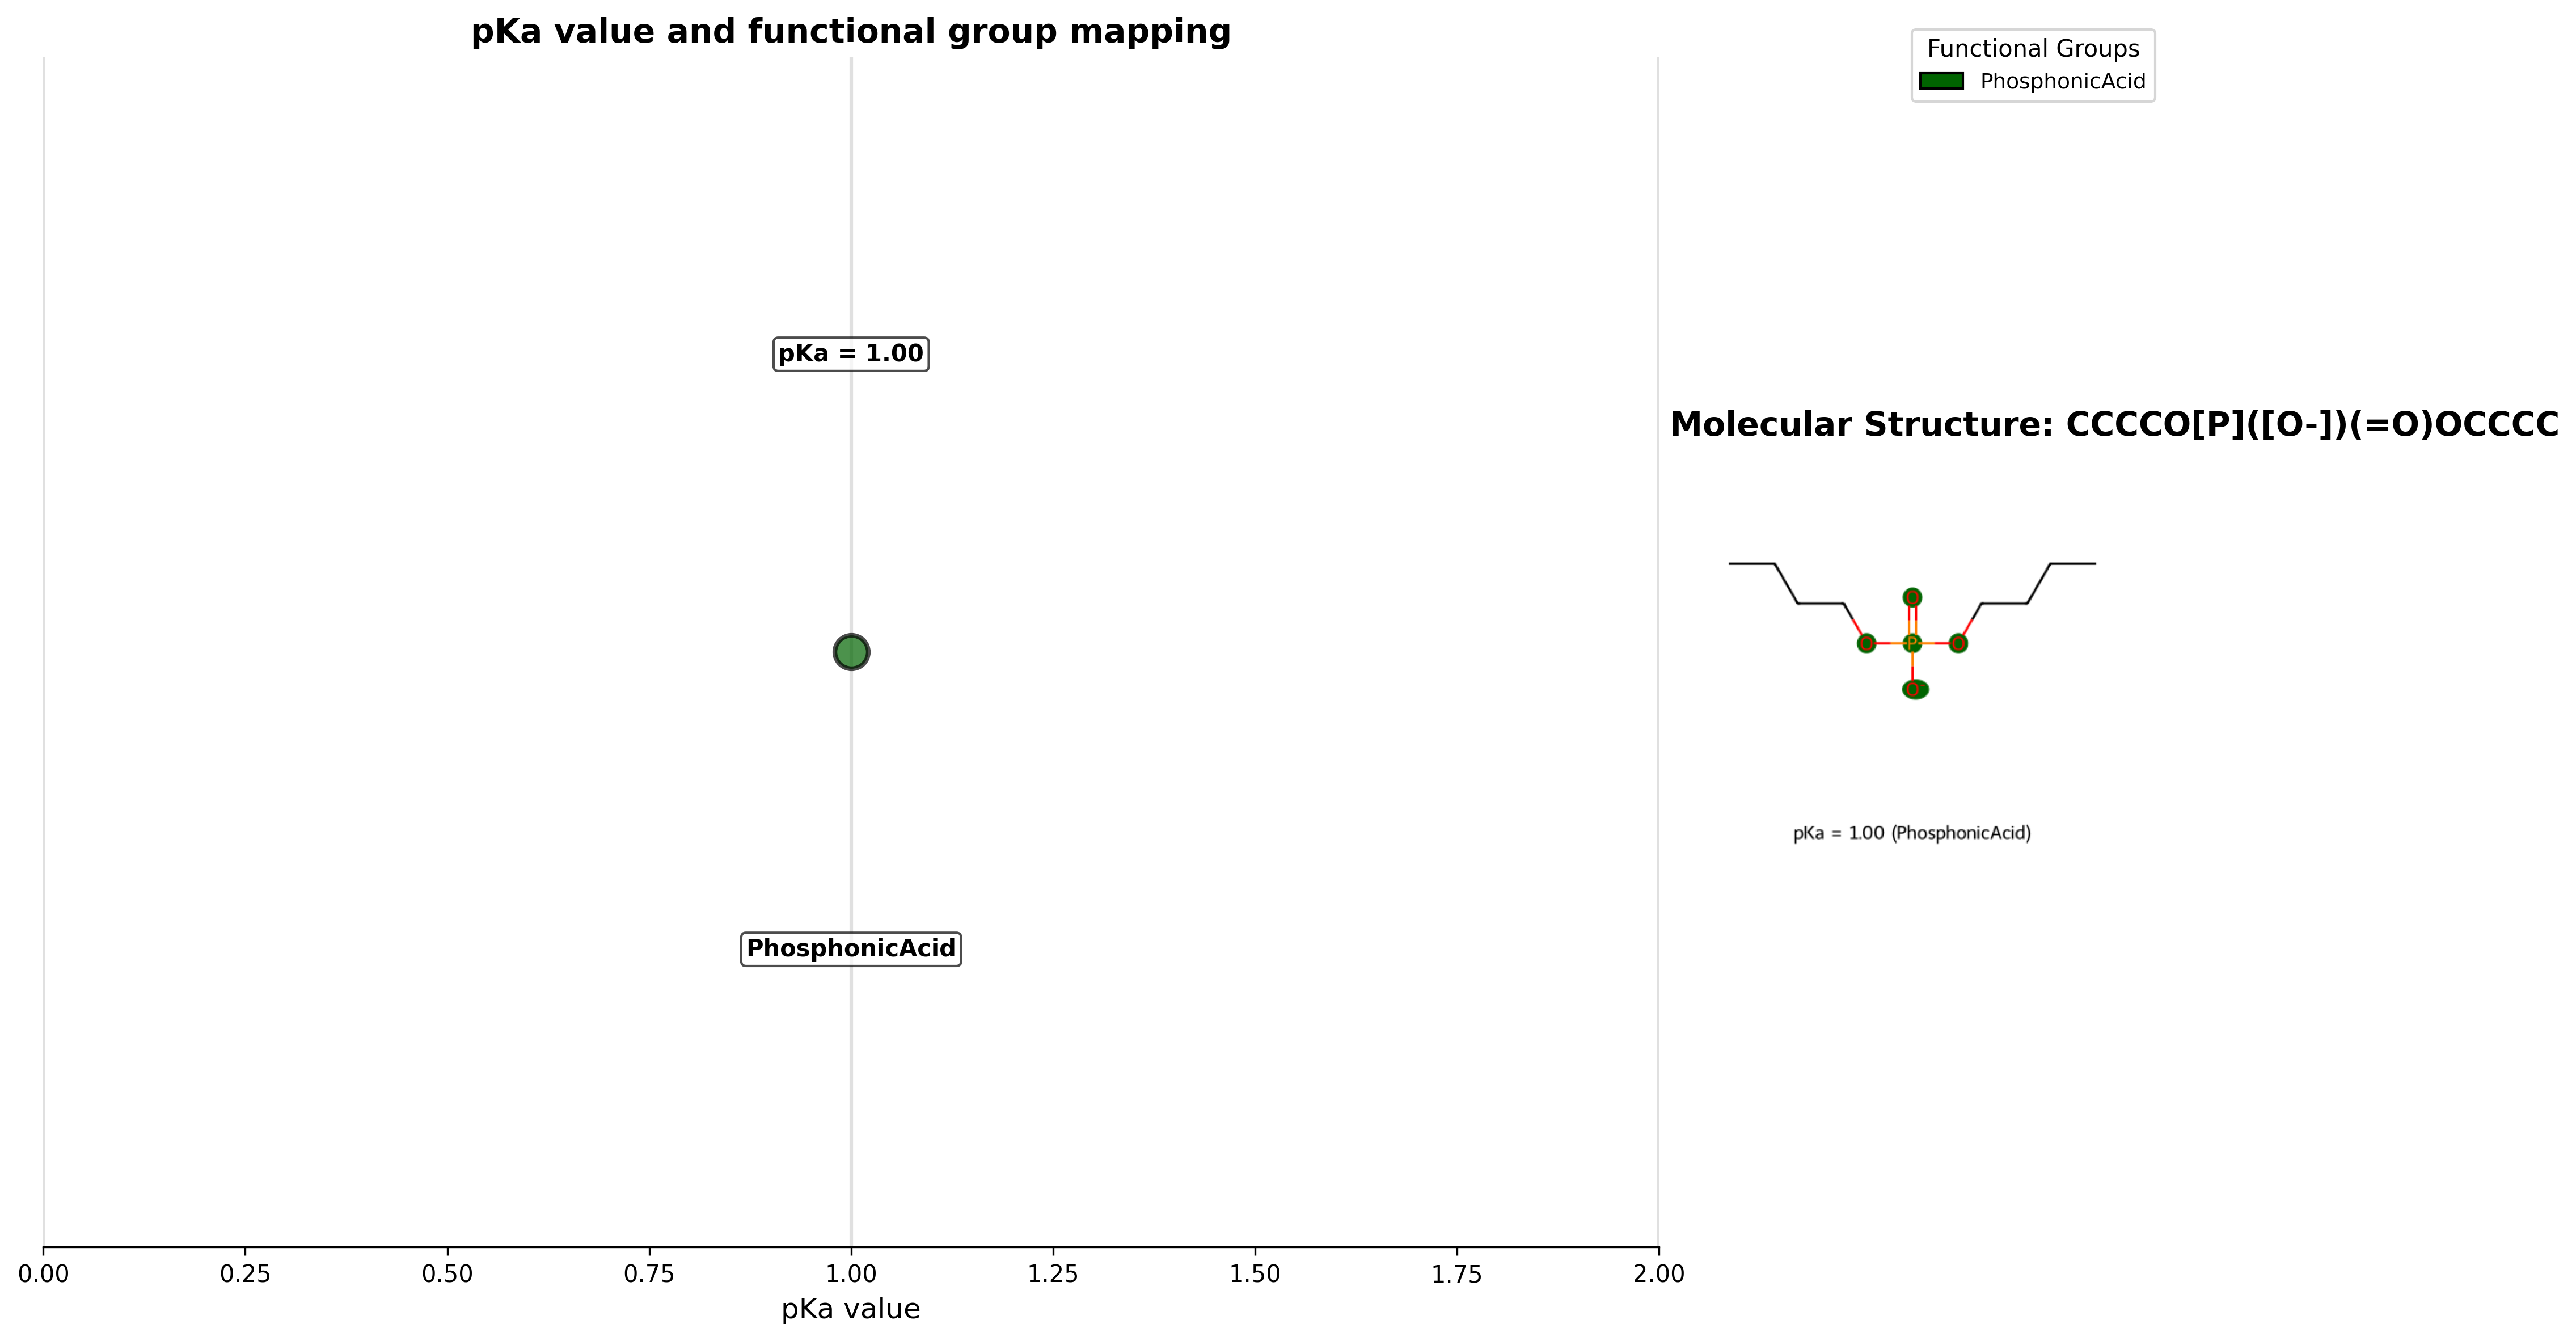 pKa value and functional group mapping
Functional Groups
PhosphonicAcid
pKa = 1.00
Molecular Structure: CCCCO[P]([O-])(=O)OCCCC
O
O
P
O
O
pKa = 1.00 (PhosphonicAcid)
PhosphonicAcid
0.00 0.25 0.50 0.75 1.00 1.25 1.50 1.75 2.00
pKa value